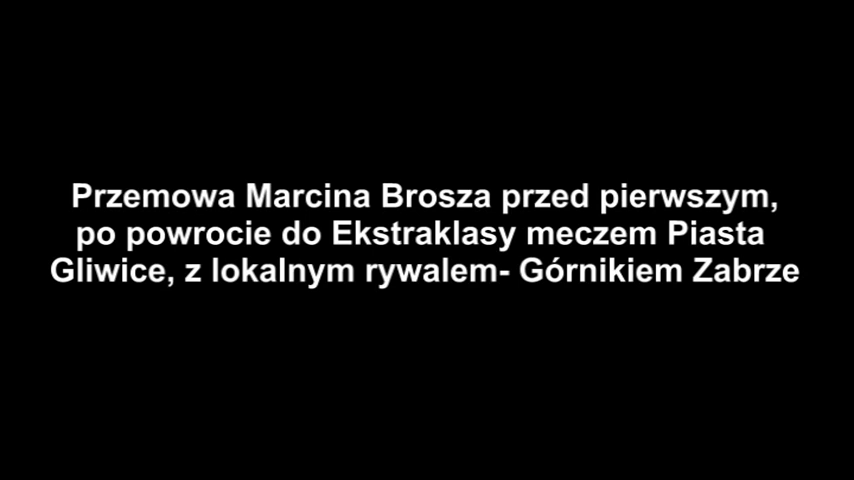 Przemowa Marcina Brosza przed pierwszym,
po powrocie do Ekstraklasy meczem Piasta
Gliwice, z lokalnym rywalem- Górnikiem Zabrze